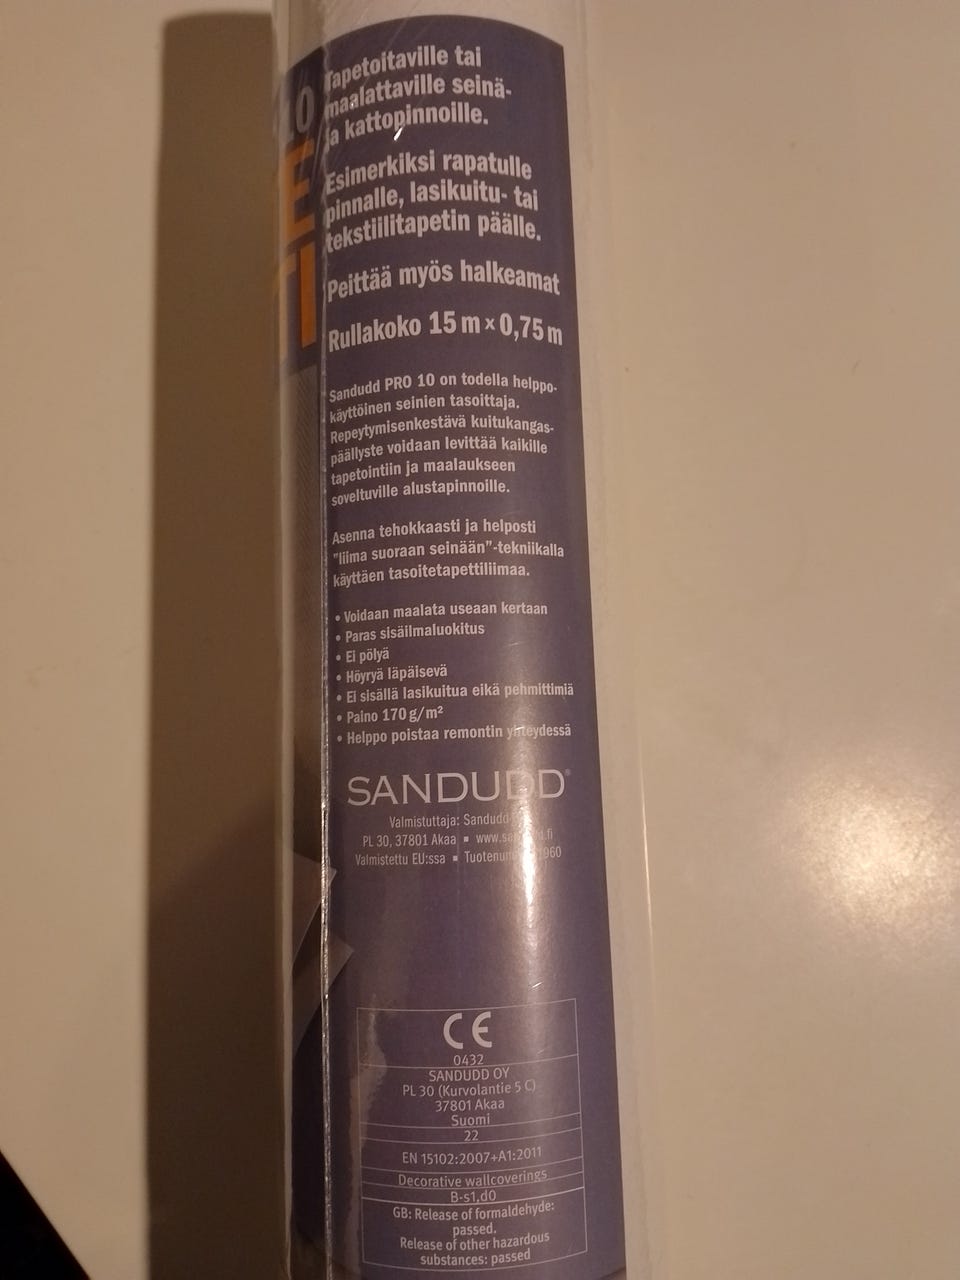 10
E
TI
Tapetoitaville tai
maalattaville seinä-
ja kattopinnoille.
Esimerkiksi rapatulle
pinnalle, lasikuitu- tai
tekstiilitapetin päälle.
Peittää myös halkeamat
Rullakoko 15 m x 0,75 m
Sandudd PRO 10 on todella helppo-
käyttöinen seinien tasoittaja.
Repeytymisenkestävä kuitukangas-
päällyste voidaan levittää kaikille
tapetointiin ja maalaukseen
soveltuville alustapinnoille.
Asenna tehokkaasti ja helposti
"liima suoraan seinään"-tekniikalla
käyttäen tasoitetapettiliimaa.
• Voidaan maalata useaan kertaan
• Paras sisäilmaluokitus
• Ei pölyä
• Höyryä läpäisevä
• Ei sisällä lasikuitua eikä pehmittimiä
• Paino 170 g/m²
• Helppo poistaa remontin yhteydessä
SANDUDD®
Valmistuttaja: Sandudd
PL 30, 37801 Akaa ▪
Valmistettu EU:ssa ▪
CE
0432
SANDUDD OY
PL 30 (Kurvolantie 5 C)
37801 Akaa
Suomi
22
EN 15102:2007+A1:2011
Decorative wallcoverings
B-s1,d0
GB: Release of formaldehyde:
passed.
Release of other hazardous
substances: passed